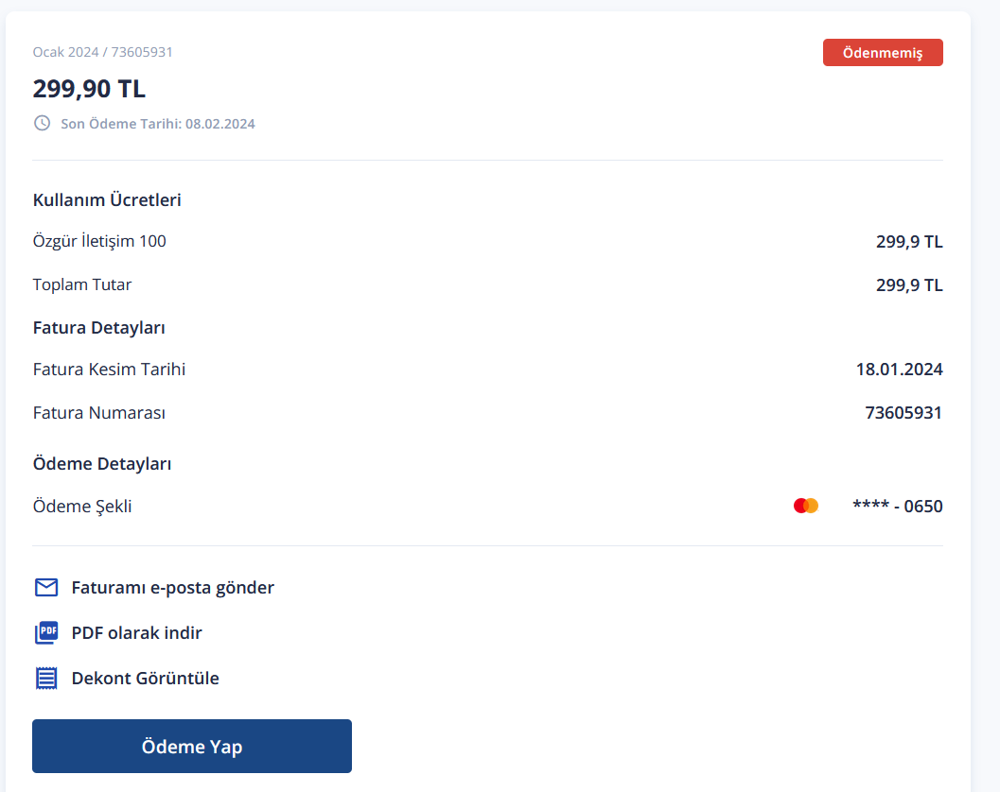 Ocak 2024 / 73605931
Ödenmemiş
299,90 TL
Son Ödeme Tarihi: 08.02.2024
Kullanım Ücretleri
Özgür İletişim 100 299,9 TL
Toplam Tutar 299,9 TL
Fatura Detayları
Fatura Kesim Tarihi 18.01.2024
Fatura Numarası 73605931
Ödeme Detayları
Ödeme Şekli **** - 0650
Faturamı e-posta gönder
PDF PDF olarak indir
Dekont Görüntüle
Ödeme Yap